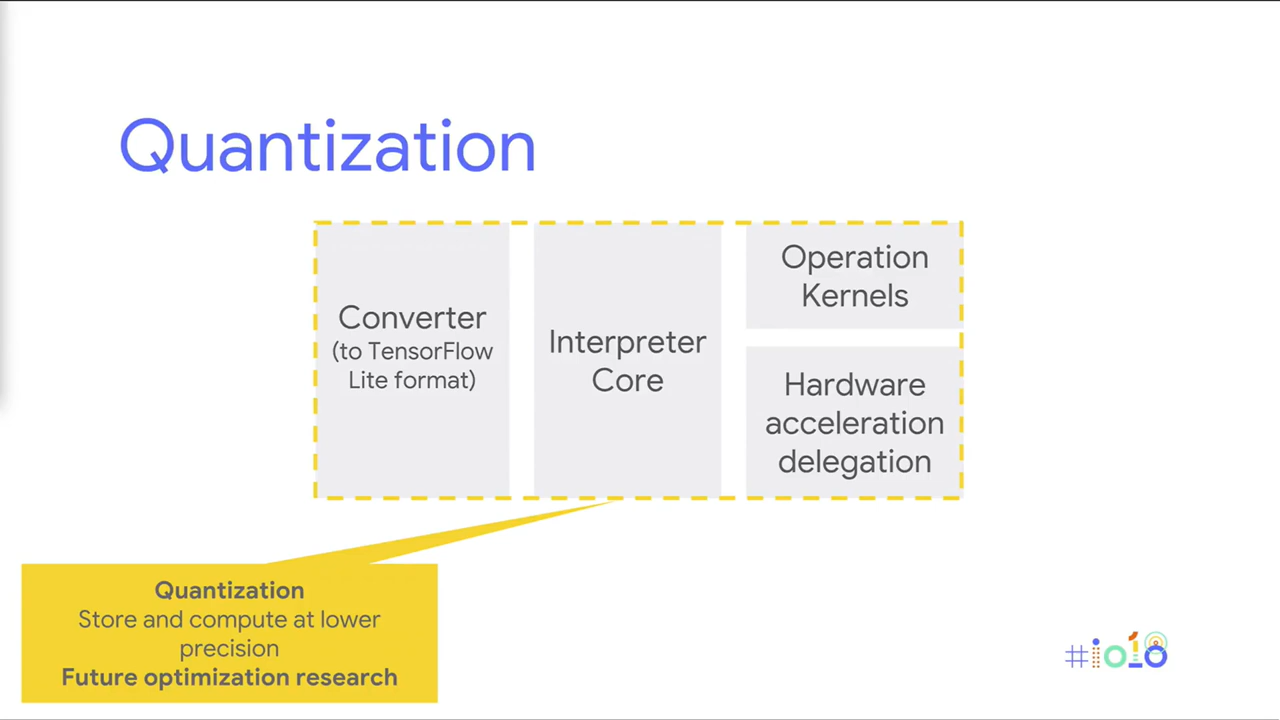 Quantization
Converter
(to TensorFlow
Lite format)
Interpreter
Core
Operation
Kernels
Hardware
acceleration
delegation
Quantization
Store and compute at lower
precision
Future optimization research
#io18